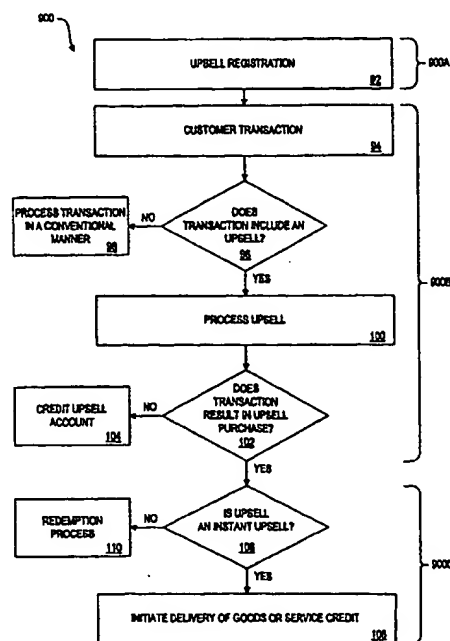 900
UPSELL REGISTRATION
92
900A
CUSTOMER TRANSACTION
94
PROCESS TRANSACTION
IN A CONVENTIONAL
MANNER
98
NO
DOES
TRANSACTION INCLUDE AN
UPSELL?
96
YES
900B
PROCESS UPSELL
100
CREDIT UPSELL
ACCOUNT
104
NO
DOES
TRANSACTION
RESULT IN UPSELL
PURCHASE?
102
YES
REDEMPTION
PROCESS
110
NO
IS UPSELL
AN INSTANT UPSELL?
108
YES
900C
INITIATE DELIVERY OF GOODS OR SERVICE CREDIT
106